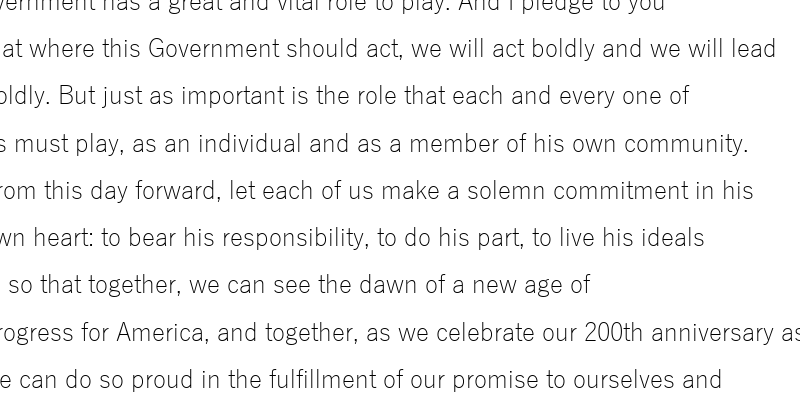 vernment has a great and vital role to play. And I pledge to you
at where this Government should act, we will act boldly and we will lead
oldly. But just as important is the role that each and every one of
s must play, as an individual and as a member of his own community.
rom this day forward, let each of us make a solemn commitment in his
wn heart: to bear his responsibility, to do his part, to live his ideals
so that together, we can see the dawn of a new age of
rogress for America, and together, as we celebrate our 200th anniversary as
e can do so proud in the fulfillment of our promise to ourselves and